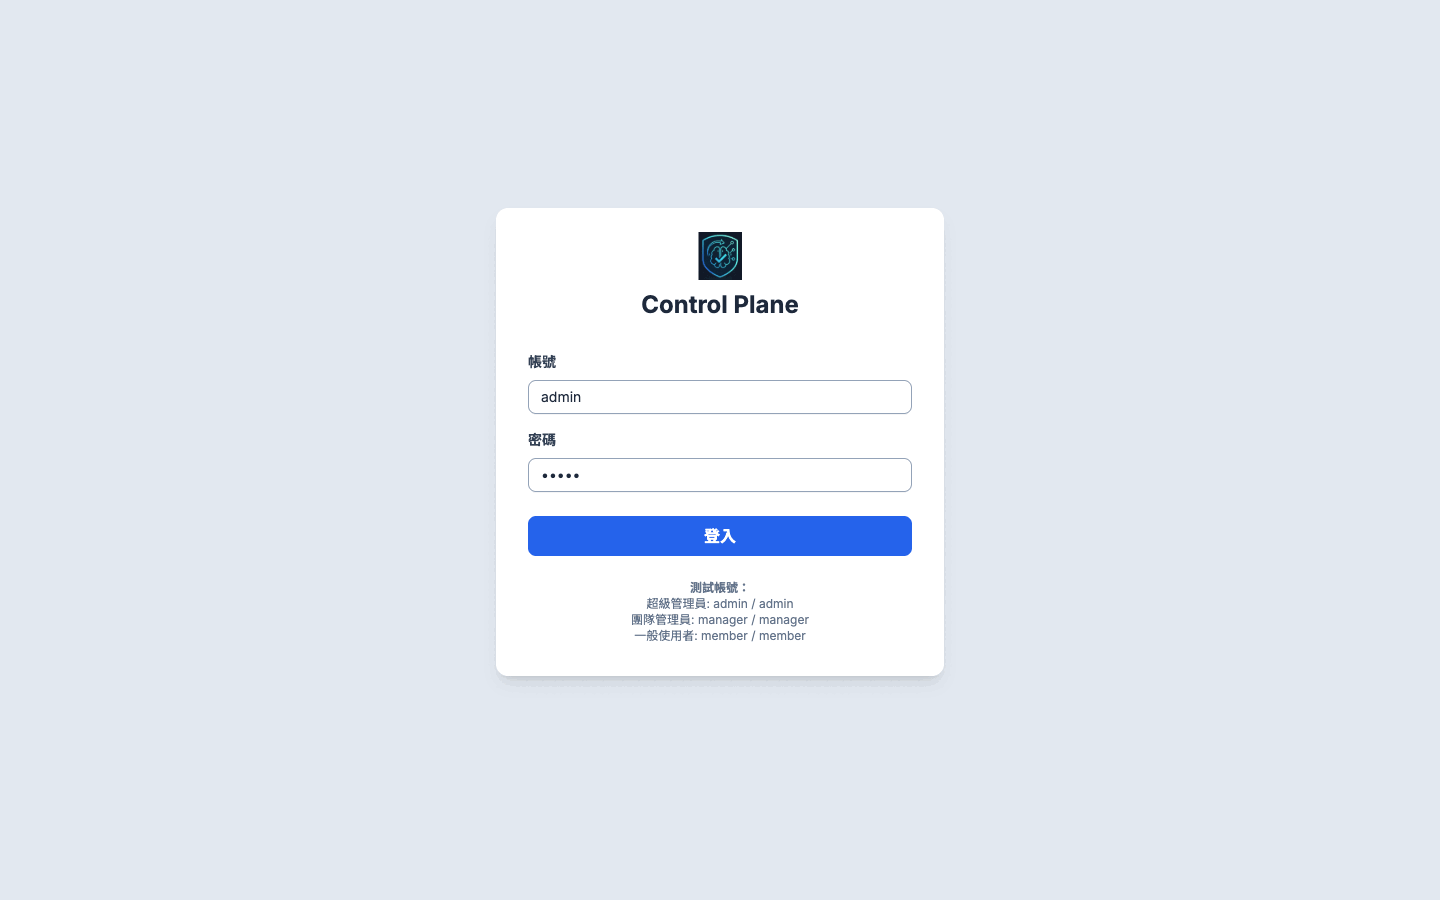 Control Plane
帳號
admin
密碼
•••••
登入
測試帳號：
超級管理員: admin / admin
團隊管理員: manager / manager
一般使用者: member / member